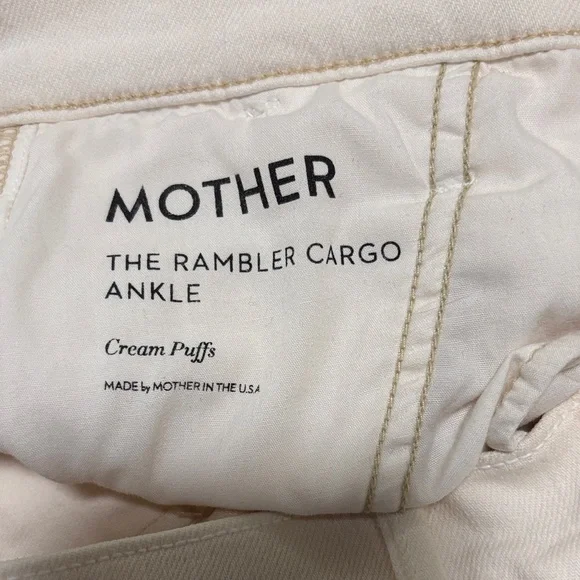 MOTHER
THE RAMBLER CARGO
ANKLE
Cream Puffs
MADE by MOTHER IN THE U.S.A